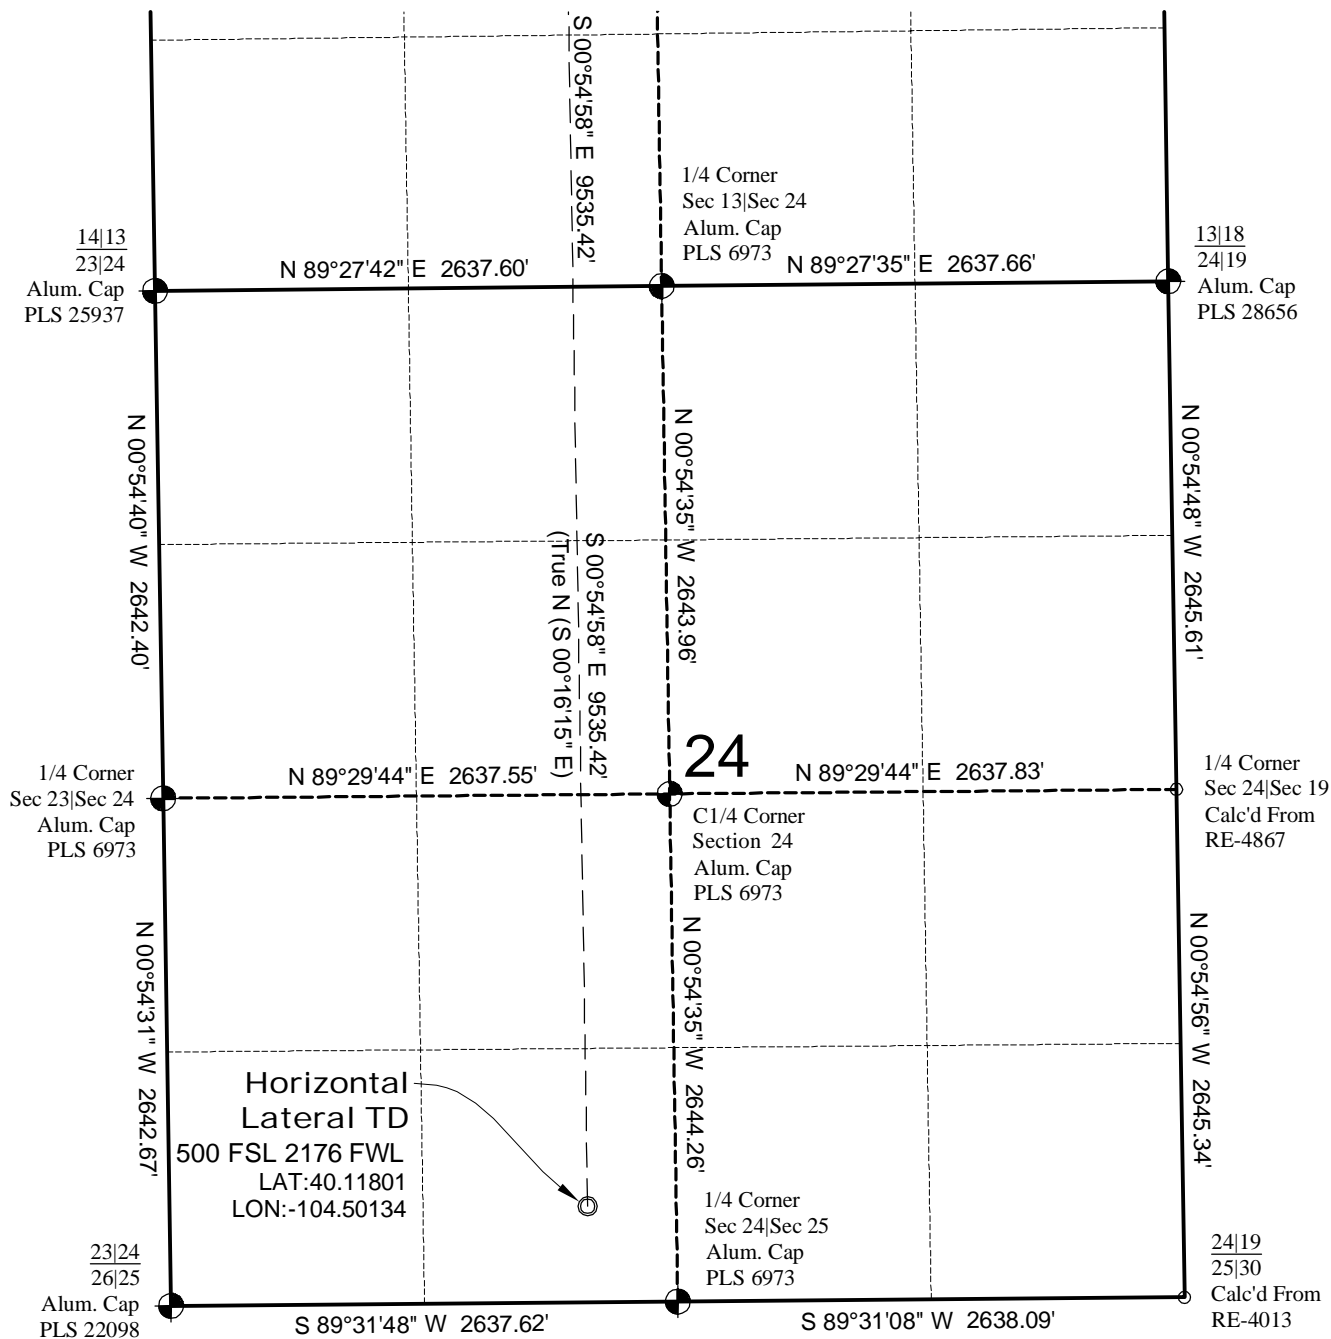 S 00°54'58" E 9535.42'
1/4 Corner
Sec 13|Sec 24
Alum. Cap
PLS 6973
14|13
23|24
Alum. Cap
PLS 25937
N 89°27'42" E 2637.60'
N 89°27'35" E 2637.66'
13|18
24|19
Alum. Cap
PLS 28656
N 00°54'40" W 2642.40'
S 00°54'58" E 9535.42'
(True N (S 00°16'15" E)
N 00°54'35" W 2643.96'
N 00°54'48" W 2645.61'
1/4 Corner
Sec 23|Sec 24
Alum. Cap
PLS 6973
N 89°29'44" E 2637.55'
24
N 89°29'44" E 2637.83'
1/4 Corner
Sec 24|Sec 19
Calc'd From
RE-4867
C1/4 Corner
Section 24
Alum. Cap
PLS 6973
N 00°54'31" W 2642.67'
N 00°54'35" W 2644.26'
N 00°54'56" W 2645.34'
Horizontal
Lateral TD
500 FSL 2176 FWL
LAT:40.11801
LON:-104.50134
1/4 Corner
Sec 24|Sec 25
Alum. Cap
PLS 6973
23|24
26|25
Alum. Cap
PLS 22098
S 89°31'48" W 2637.62'
S 89°31'08" W 2638.09'
24|19
25|30
Calc'd From
RE-4013